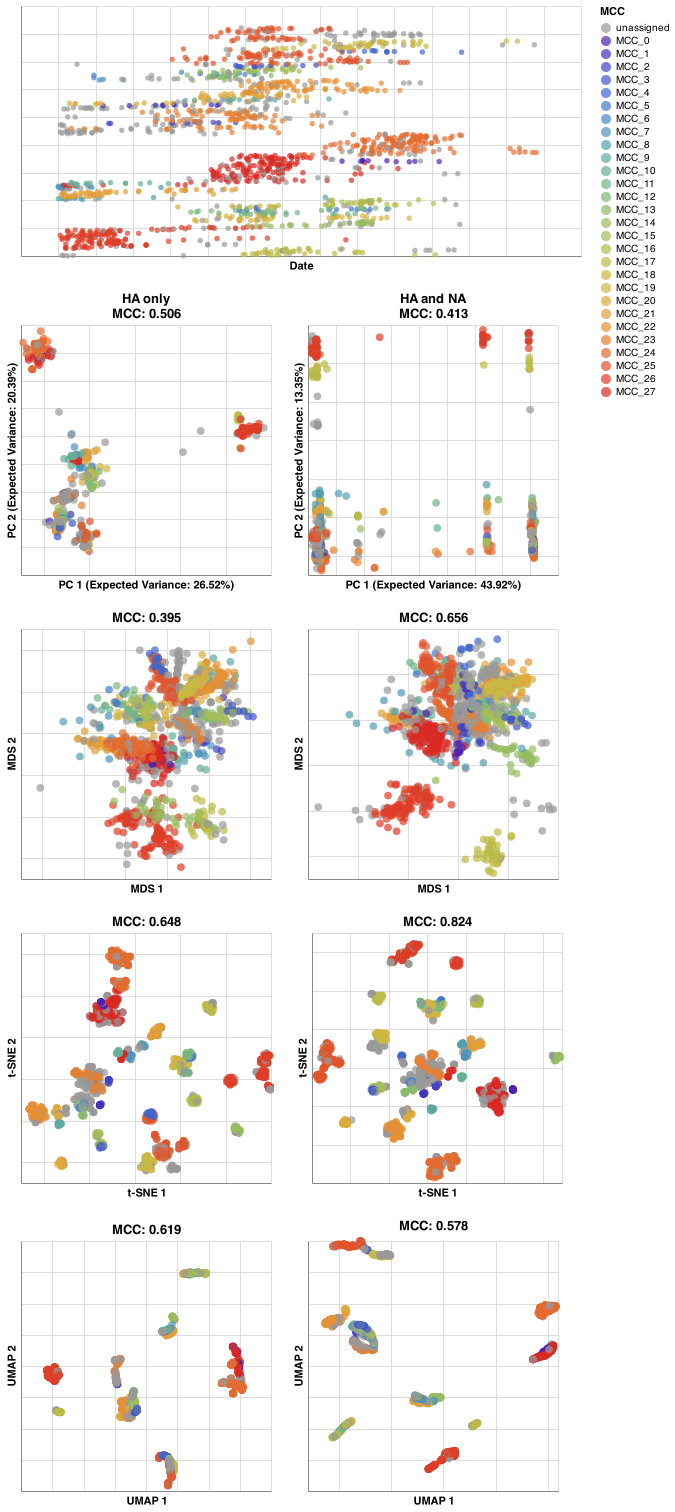 MCC
unassigned
MCC_0
MCC_1
MCC_2
MCC_3
MCC_4
MCC_5
MCC_6
MCC_7
MCC_8
MCC_9
MCC_10
MCC_11
MCC_12
MCC_13
MCC_14
MCC_15
MCC_16
MCC_17
MCC_18
MCC_19
MCC_20
MCC_21
MCC_22
MCC_23
MCC_24
MCC_25
MCC_26
MCC_27
Date
HA only
MCC: 0.506
HA and NA
MCC: 0.413
PC 2 (Expected Variance: 20.39%)
PC 1 (Expected Variance: 26.52%)
PC 2 (Expected Variance: 13.35%)
PC 1 (Expected Variance: 43.92%)
MCC: 0.395
MCC: 0.656
MDS 2
MDS 1
MDS 2
MDS 1
MCC: 0.648
MCC: 0.824
t-SNE 2
t-SNE 1
t-SNE 2
t-SNE 1
MCC: 0.619
MCC: 0.578
UMAP 2
UMAP 1
UMAP 2
UMAP 1